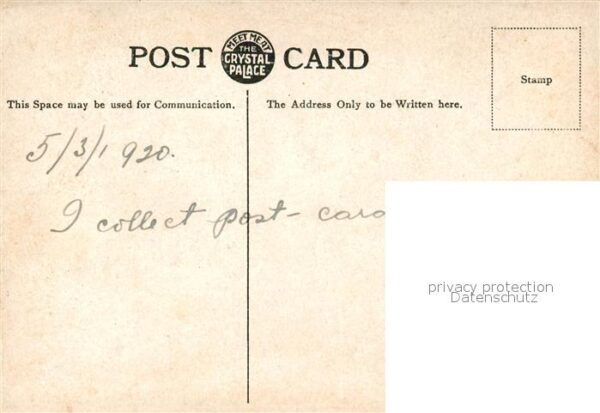 POST CARD
MEET ME AT
THE
CRYSTAL
PALACE
Stamp
This Space may be used for Communication.
The Address Only to be Written here.
5/3/1920.
I collect post-card
privacy protection
Datenschutz